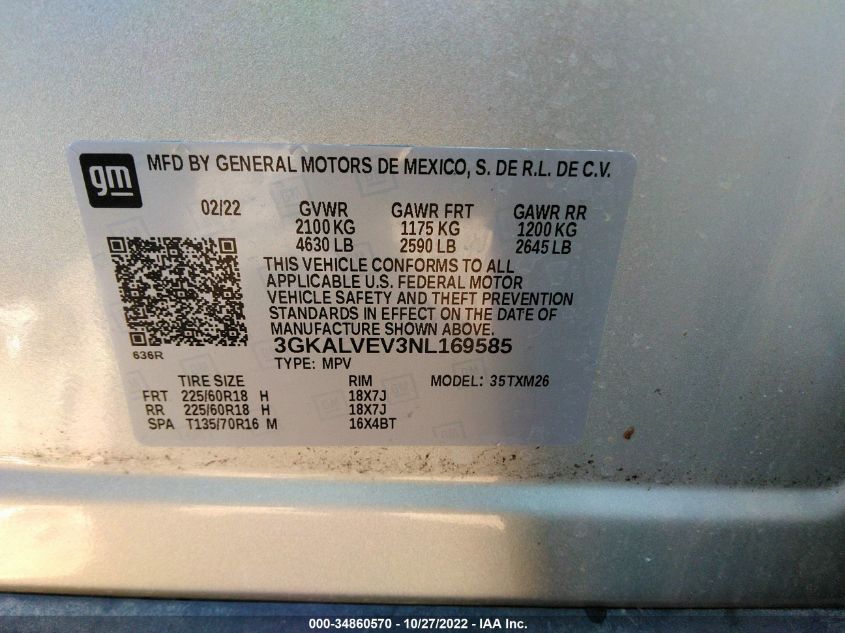 gm
MFD BY GENERAL MOTORS DE MEXICO, S. DE R.L. DE C.V.
02/22 GVWR GAWR FRT GAWR RR
2100 KG 1175 KG 1200 KG
4630 LB 2590 LB 2645 LB
THIS VEHICLE CONFORMS TO ALL
APPLICABLE U.S. FEDERAL MOTOR
VEHICLE SAFETY AND THEFT PREVENTION
STANDARDS IN EFFECT ON THE DATE OF
MANUFACTURE SHOWN ABOVE.
636R
3GKALVEV3NL169585
TYPE: MPV
TIRE SIZE RIM MODEL: 35TXM26
FRT 225/60R18 H 18X7J
RR 225/60R18 H 18X7J
SPA T135/70R16 M 16X4BT
000-34860570 - 10/27/2022 - IAA Inc.